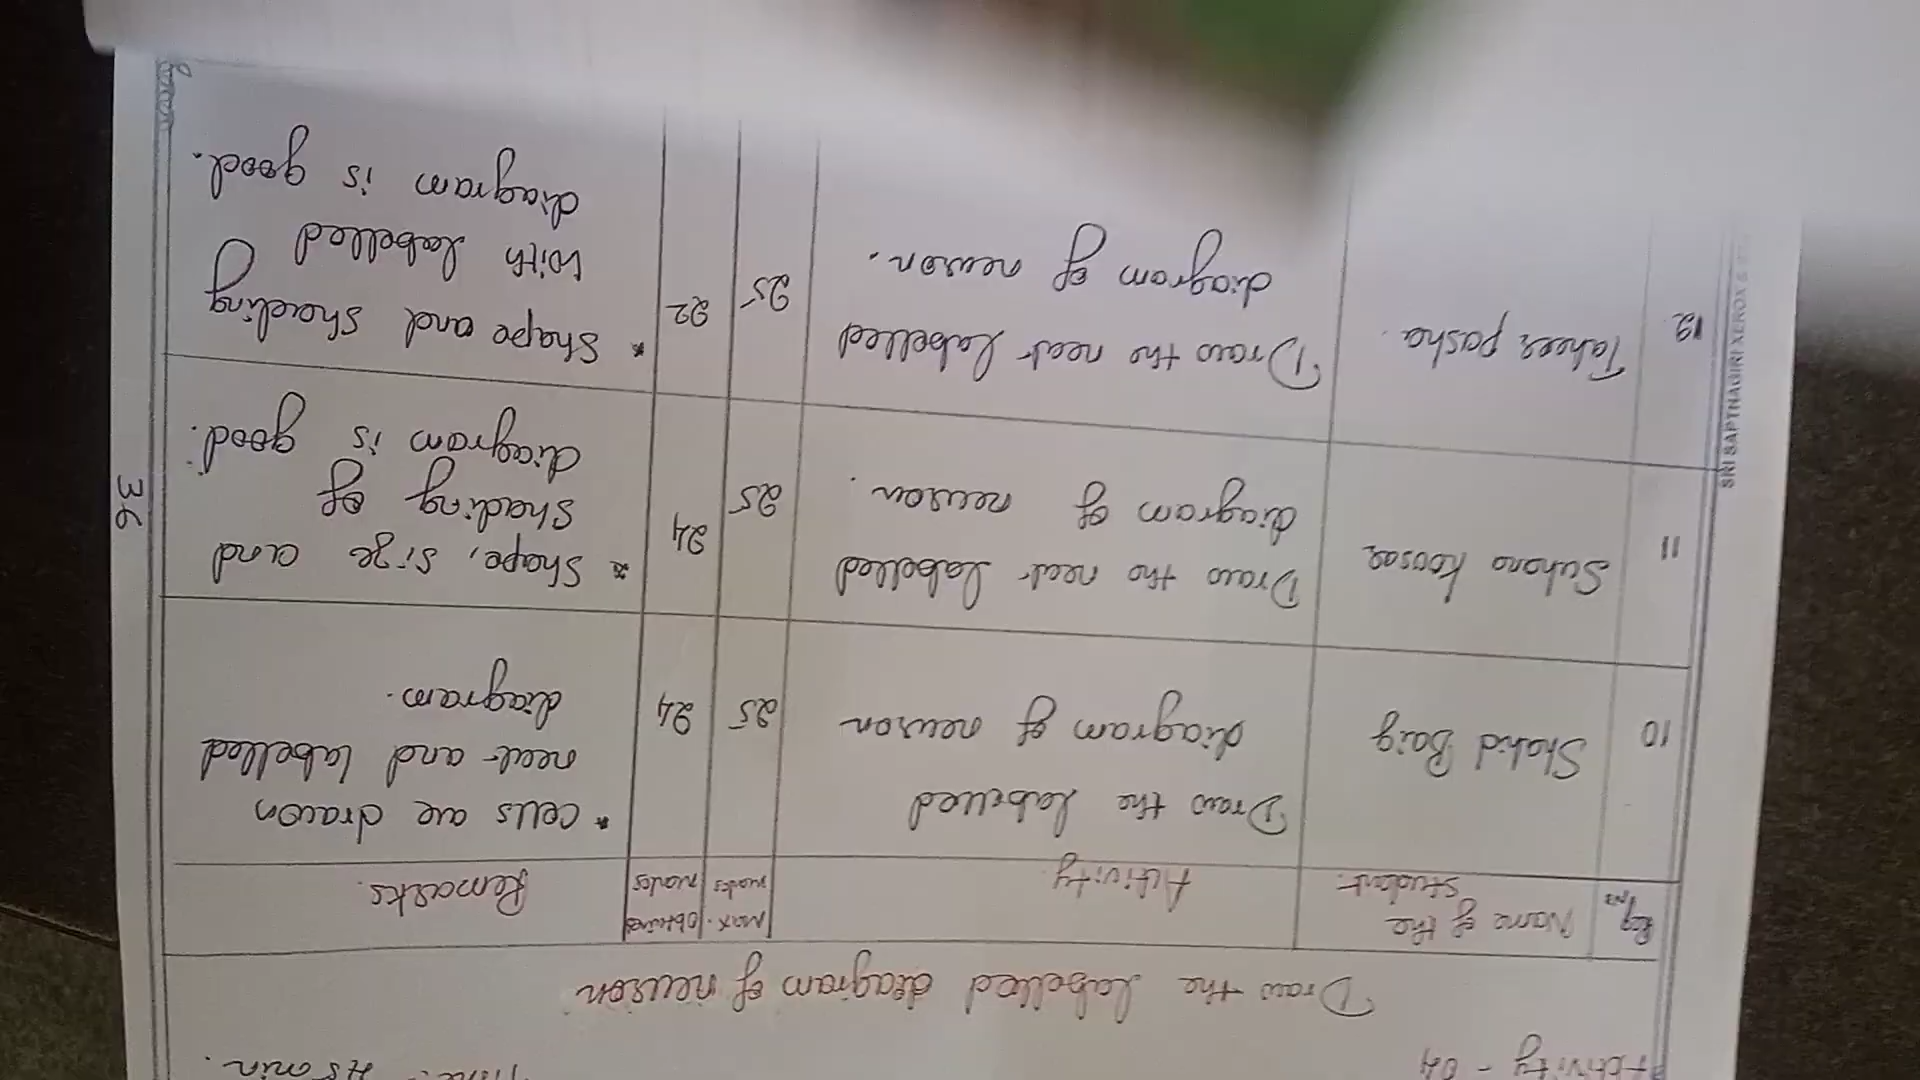 Activity - 04
Time: 45 min.
Draw the labelled diagram of neuron
Reg no
Name of the
student
Activity
Max. marks
Obtained marks
Remarks.
10
Shahid Baig
Draw the labelled
diagram of neuron
25
24
* cells are drawn
neat and labelled
diagram.
11
Suhana kousar
Draw the neat labelled
diagram of neuron.
25
24
* Shape, size and
shading of
diagram is good.
12.
Taheer pasha.
Draw the neat labelled
diagram of neuron.
25
22
* Shape and shading
with labelled
diagram is good.
36
SRI SAPTHAGIRI XEROX &